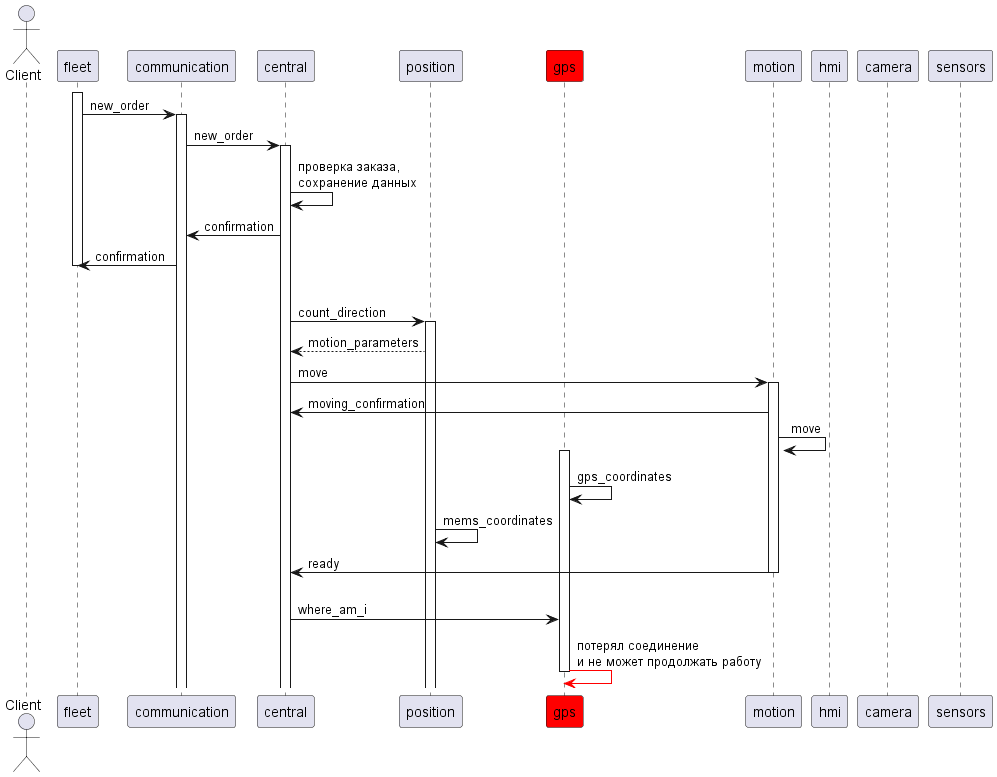 Client
fleet
communication
central
position
gps
motion
hmi
camera
sensors
new_order
new_order
проверка заказа,
сохранение данных
confirmation
confirmation
count_direction
motion_parameters
move
moving_confirmation
move
gps_coordinates
mems_coordinates
ready
where_am_i
потерял соединение
и не может продолжать работу
Client
fleet
communication
central
position
gps
motion
hmi
camera
sensors